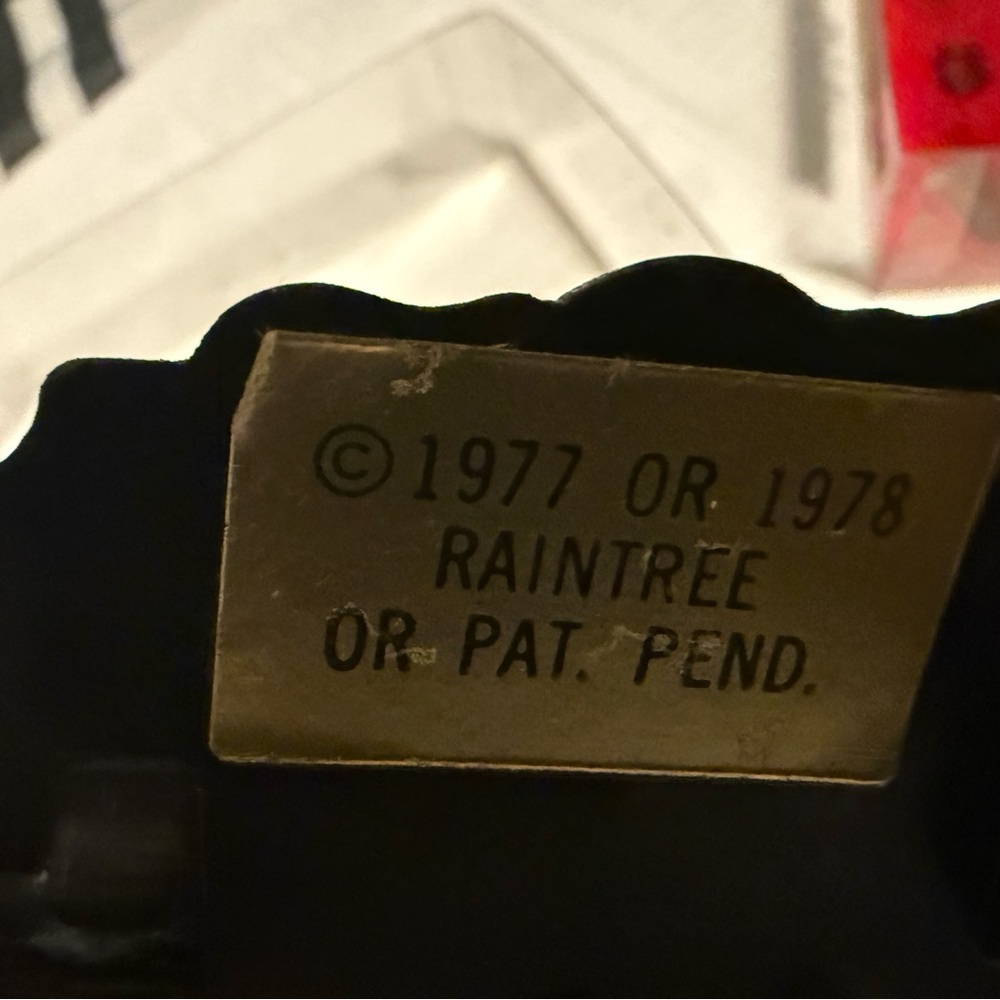 © 1977 OR 1978
RAINTREE
OR PAT. PEND.